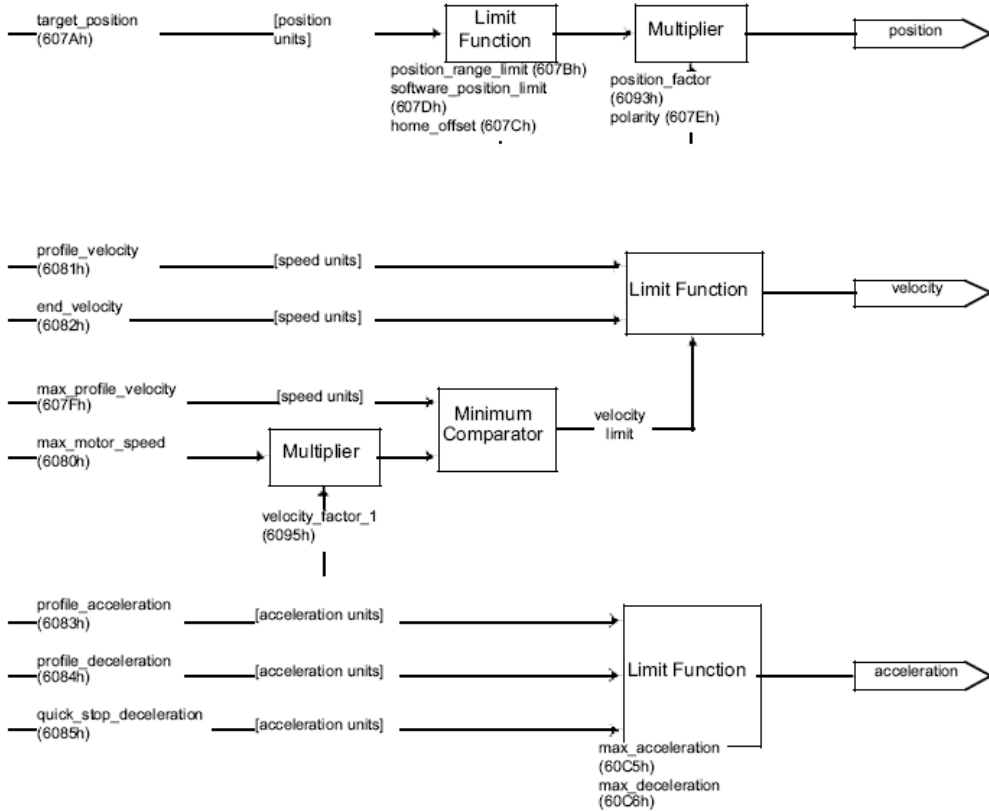 target_position
(607Ah)
[position
units]
Limit
Function
Multiplier
position
position_range_limit (607Bh)
software_position_limit
(607Dh)
home_offset (607Ch)
position_factor
(6093h)
polarity (607Eh)
profile_velocity
(6081h)
[speed units]
end_velocity
(6082h)
[speed units]
Limit Function
velocity
max_profile_velocity
(607Fh)
[speed units]
max_motor_speed
(6080h)
Multiplier
Minimum
Comparator
velocity
limit
velocity_factor_1
(6095h)
profile_acceleration
(6083h)
[acceleration units]
profile_deceleration
(6084h)
[acceleration units]
quick_stop_deceleration
(6085h)
[acceleration units]
Limit Function
acceleration
max_acceleration
(60C5h)
max_deceleration
(60C6h)